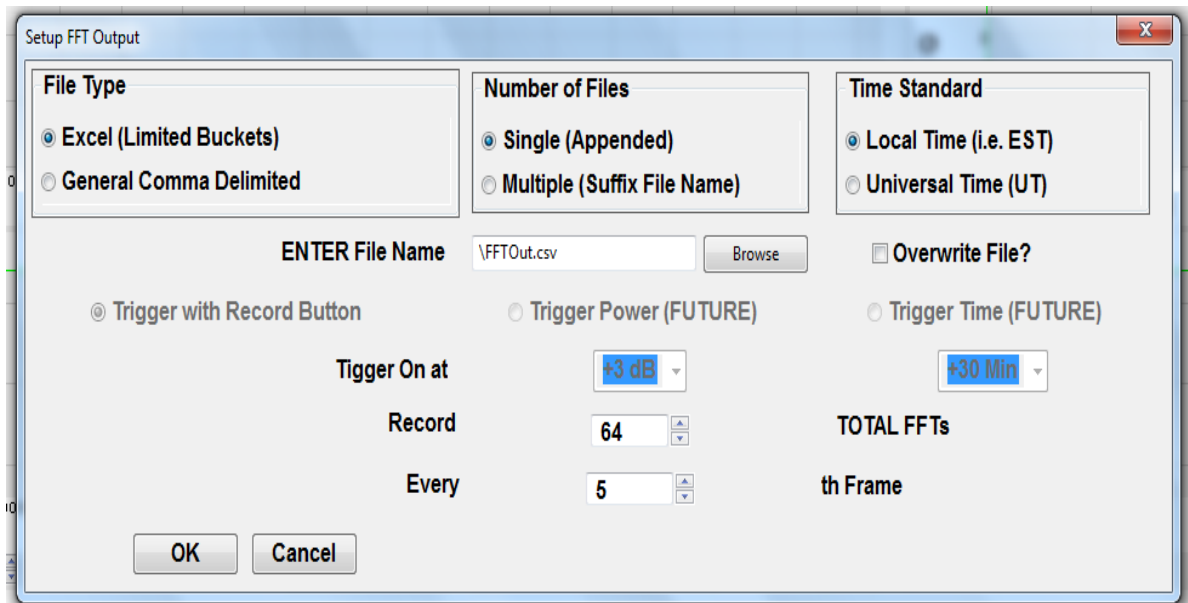 Setup FFT Output
X
File Type
Excel (Limited Buckets)
General Comma Delimited
Number of Files
Single (Appended)
Multiple (Suffix File Name)
Time Standard
Local Time (i.e. EST)
Universal Time (UT)
ENTER File Name \FFTOut.csv Browse Overwrite File?
Trigger with Record Button Trigger Power (FUTURE) Trigger Time (FUTURE)
Tigger On at +3 dB +30 Min
Record 64 TOTAL FFTs
Every 5 th Frame
OK Cancel